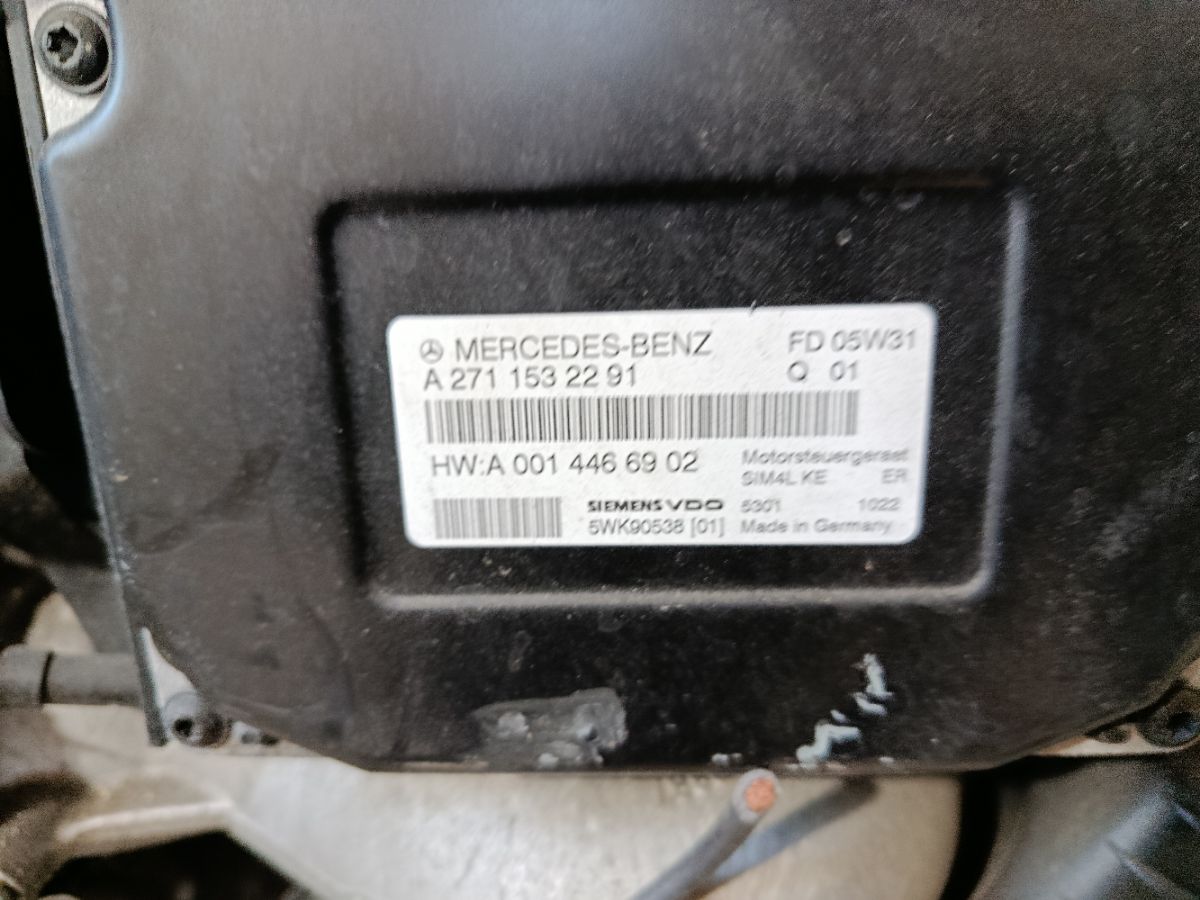 MERCEDES-BENZ FD 05W31
A 271 153 22 91 Q 01
HW:A 001 446 69 02 Motorsteuergeraet
SIM4L KE ER
SIEMENS VDO 5301 1022
5WK90538 [01] Made in Germany